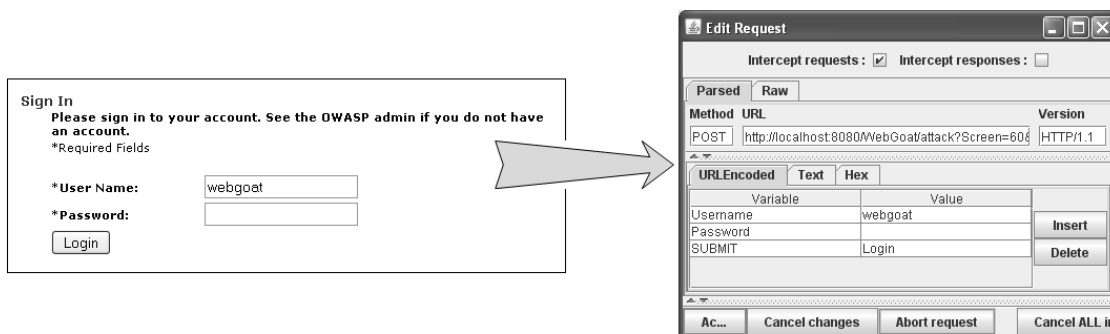 Sign In
Please sign in to your account. See the OWASP admin if you do not have
an account.
*Required Fields
*User Name: webgoat
*Password:
Login
Edit Request
Intercept requests : Intercept responses :
Parsed Raw
Method URL Version
POST http://localhost:8080/WebGoat/attack?Screen=60& HTTP/1.1
URLEncoded Text Hex
Variable Value
Username webgoat
Password
SUBMIT Login
Insert
Delete
Ac... Cancel changes Abort request Cancel ALL